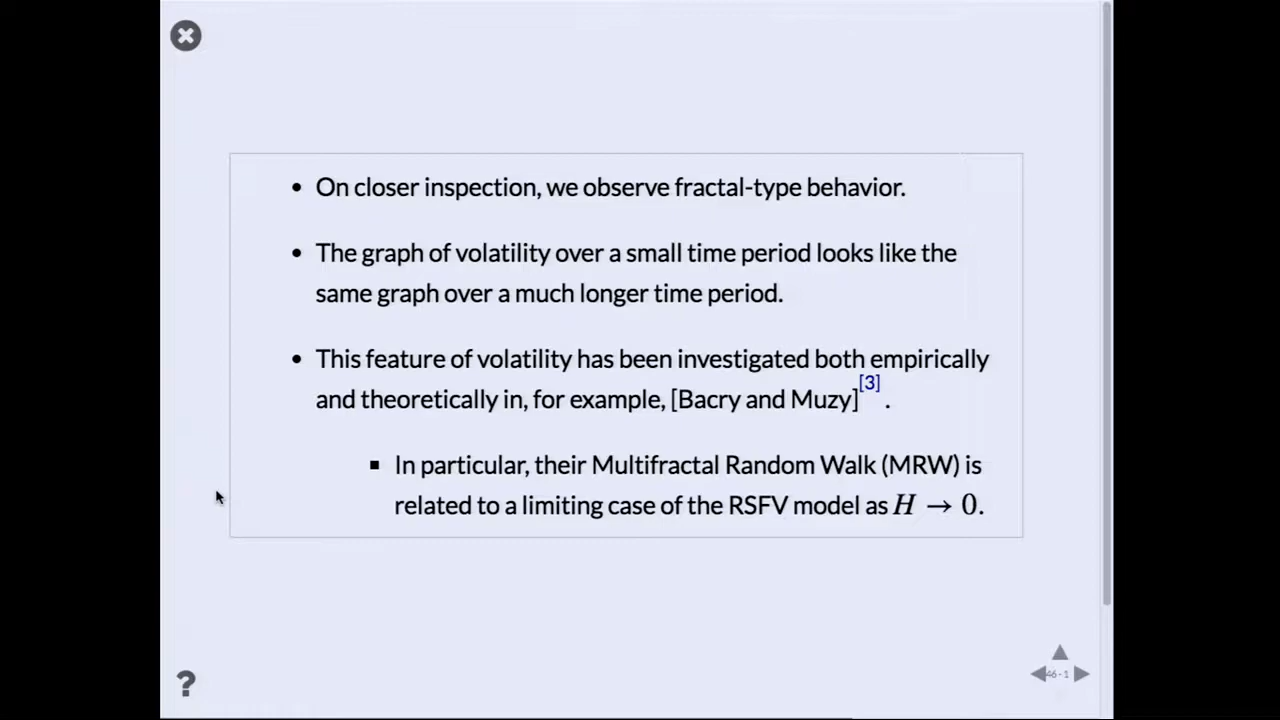 • On closer inspection, we observe fractal-type behavior.
• The graph of volatility over a small time period looks like the
same graph over a much longer time period.
• This feature of volatility has been investigated both empirically
and theoretically in, for example, [Bacry and Muzy][3] .
▪ In particular, their Multifractal Random Walk (MRW) is
related to a limiting case of the RSFV model as H → 0.
?
46-1